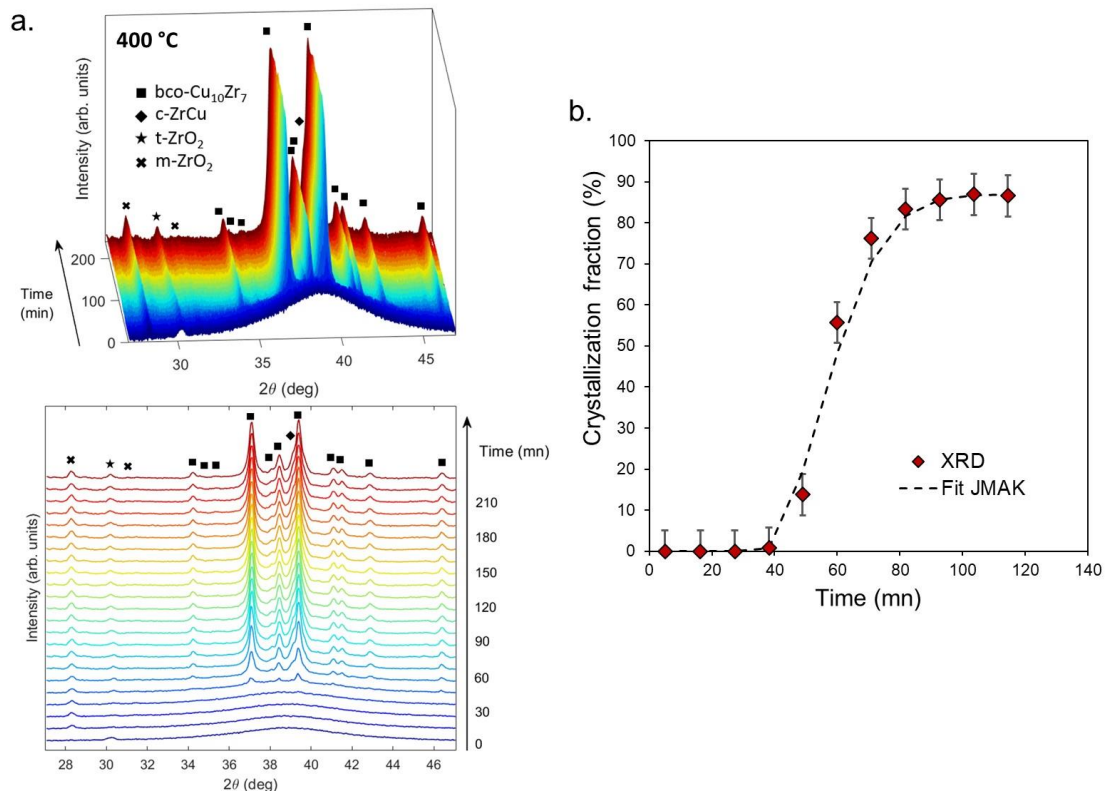 a.
400 °C
■ bco-Cu₁₀Zr₇
◆ c-ZrCu
★ t-ZrO₂
✖ m-ZrO₂
Intensity (arb. units)
200
100
0
Time
(min)
30
35
40
45
2θ (deg)
Time (mn)
210
180
150
120
90
60
30
0
Intensity (arb. units)
28
30
32
34
36
38
40
42
44
46
2θ (deg)
b.
Crystallization fraction (%)
100
90
80
70
60
50
40
30
20
10
0
XRD
Fit JMAK
0
20
40
60
80
100
120
140
Time (mn)